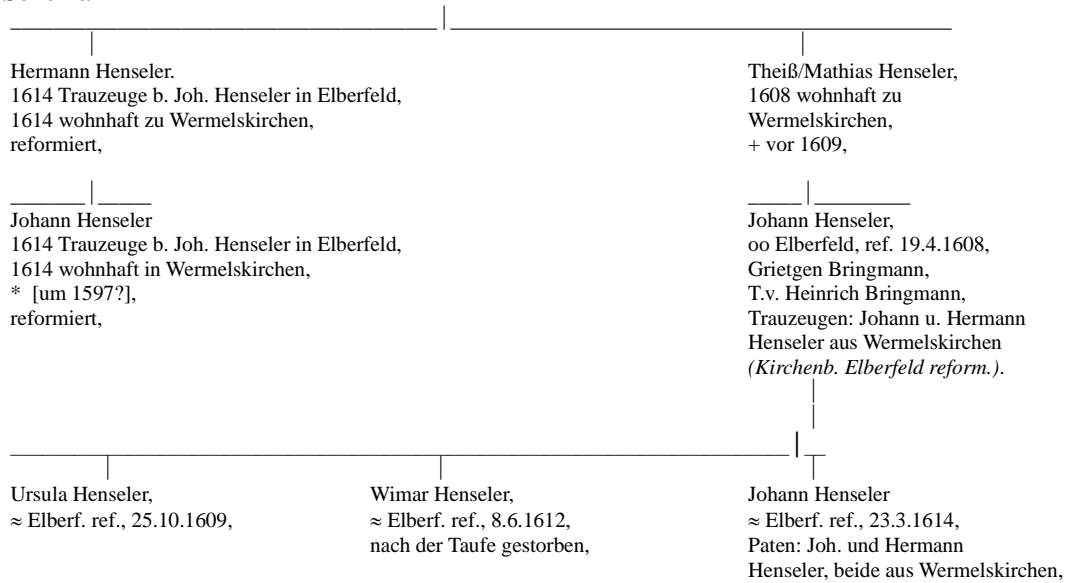 Hermann Henseler.
1614 Trauzeuge b. Joh. Henseler in Elberfeld,
1614 wohnhaft zu Wermelskirchen,
reformiert,
Theiß/Mathias Henseler,
1608 wohnhaft zu
Wermelskirchen,
+ vor 1609,
Johann Henseler
1614 Trauzeuge b. Joh. Henseler in Elberfeld,
1614 wohnhaft in Wermelskirchen,
* [um 1597?],
reformiert,
Johann Henseler,
oo Elberfeld, ref. 19.4.1608,
Grietgen Bringmann,
T.v. Heinrich Bringmann,
Trauzeugen: Johann u. Hermann
Henseler aus Wermelskirchen
(Kirchenb. Elberfeld reform.).
Ursula Henseler,
≈ Elberf. ref., 25.10.1609,
Wimar Henseler,
≈ Elberf. ref., 8.6.1612,
nach der Taufe gestorben,
Johann Henseler
≈ Elberf. ref., 23.3.1614,
Paten: Joh. und Hermann
Henseler, beide aus Wermelskirchen,